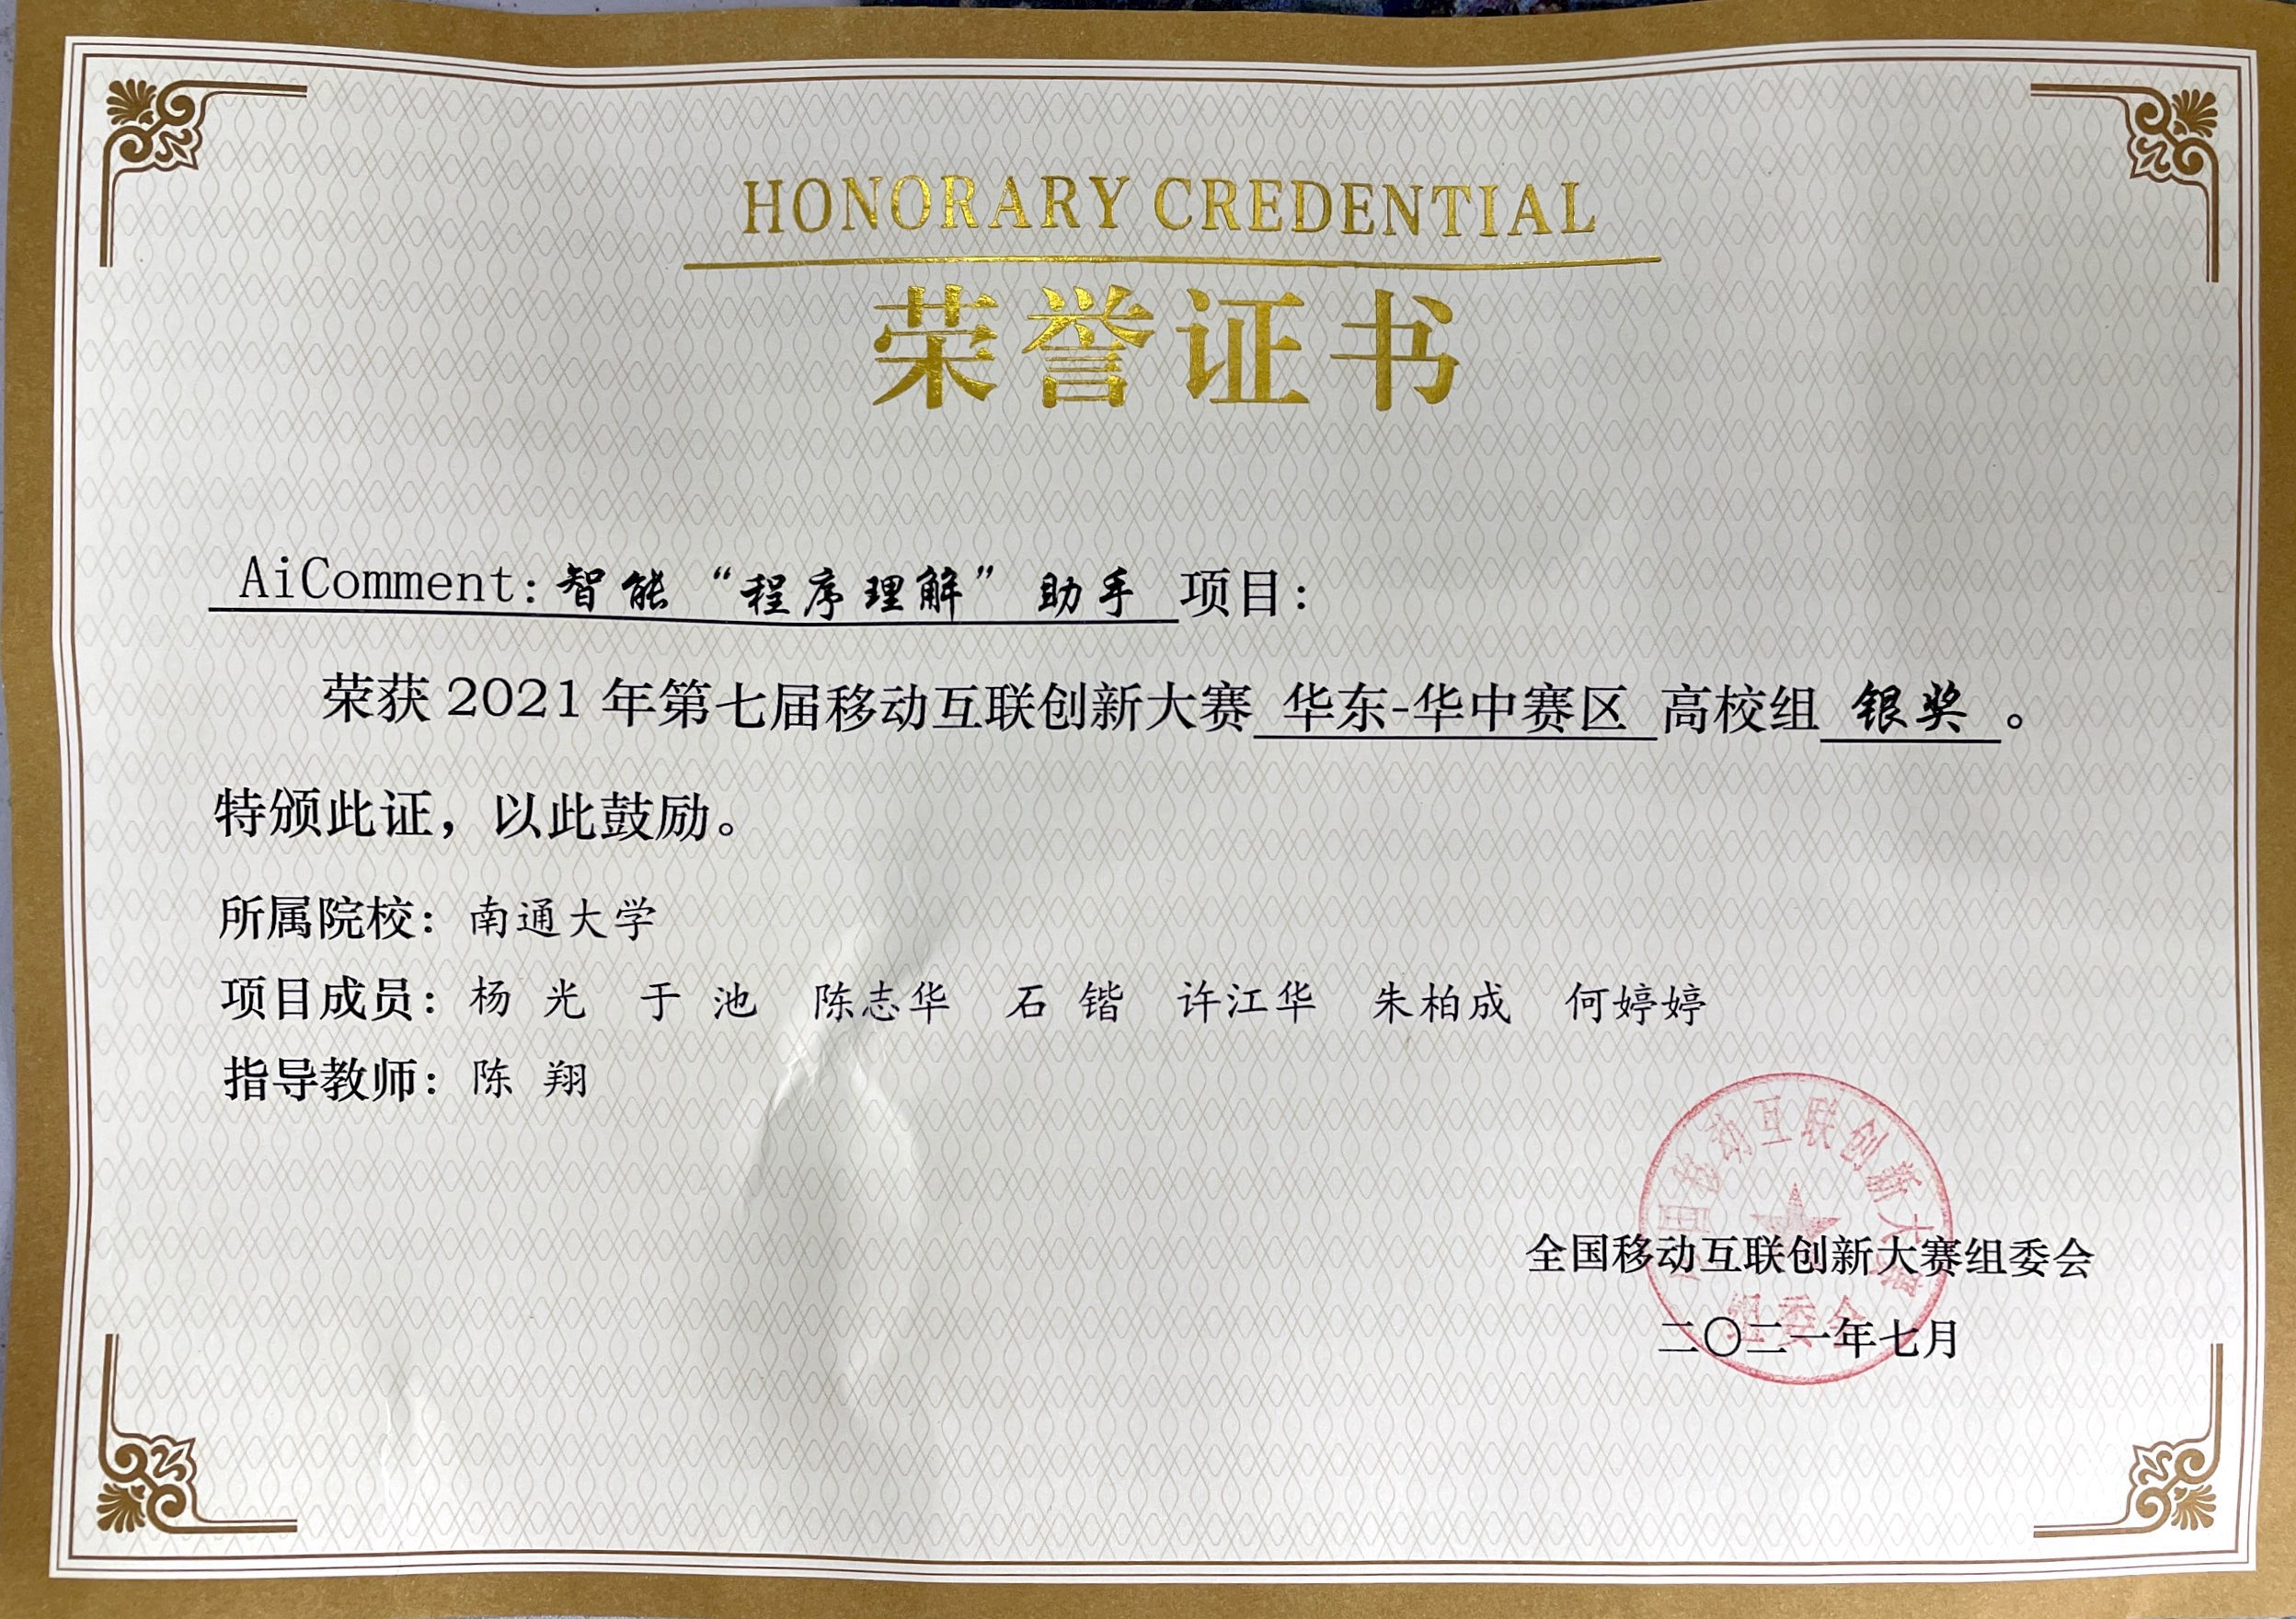 HONORARY CREDENTIAL
荣誉证书
AiComment:智能“程序理解”助手 项目：
荣获 2021 年第七届移动互联创新大赛 华东-华中赛区 高校组 银奖 。
特颁此证，以此鼓励。
所属院校：南通大学
项目成员：杨 光 于 池 陈志华 石 锴 许江华 朱柏成 何婷婷
指导教师：陈 翔
全国移动互联创新大赛
组委会
全国移动互联创新大赛组委会
二〇二一年七月